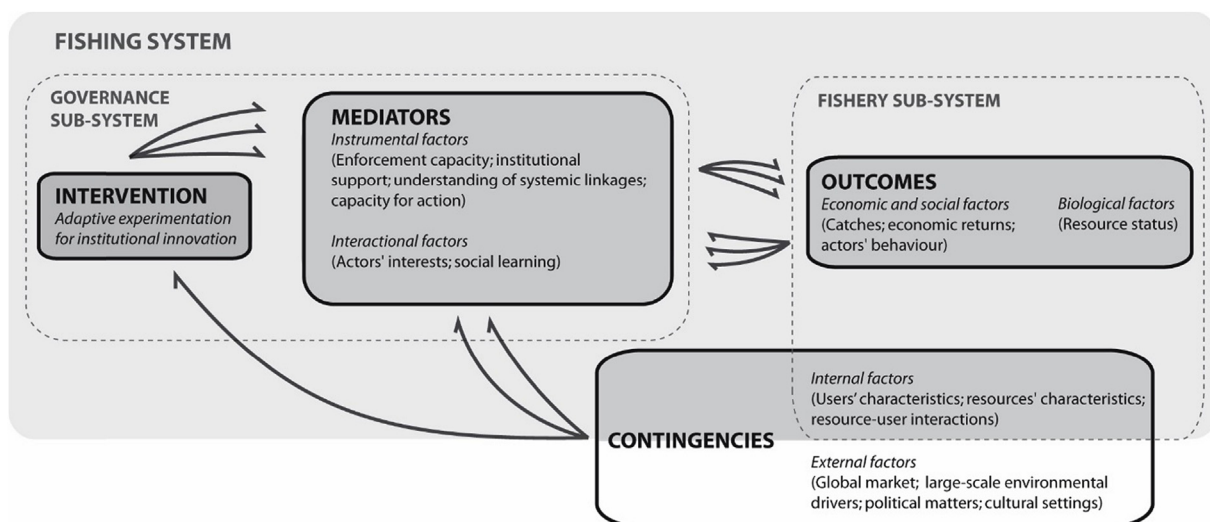 FISHING SYSTEM
GOVERNANCE
SUB-SYSTEM
INTERVENTION
Adaptive experimentation
for institutional innovation
MEDIATORS
Instrumental factors
(Enforcement capacity; institutional
support; understanding of systemic linkages;
capacity for action)
Interactional factors
(Actors' interests; social learning)
FISHERY SUB-SYSTEM
OUTCOMES
Economic and social factors
(Catches; economic returns;
actors' behaviour)
Biological factors
(Resource status)
CONTINGENCIES
Internal factors
(Users' characteristics; resources' characteristics;
resource-user interactions)
External factors
(Global market; large-scale environmental
drivers; political matters; cultural settings)